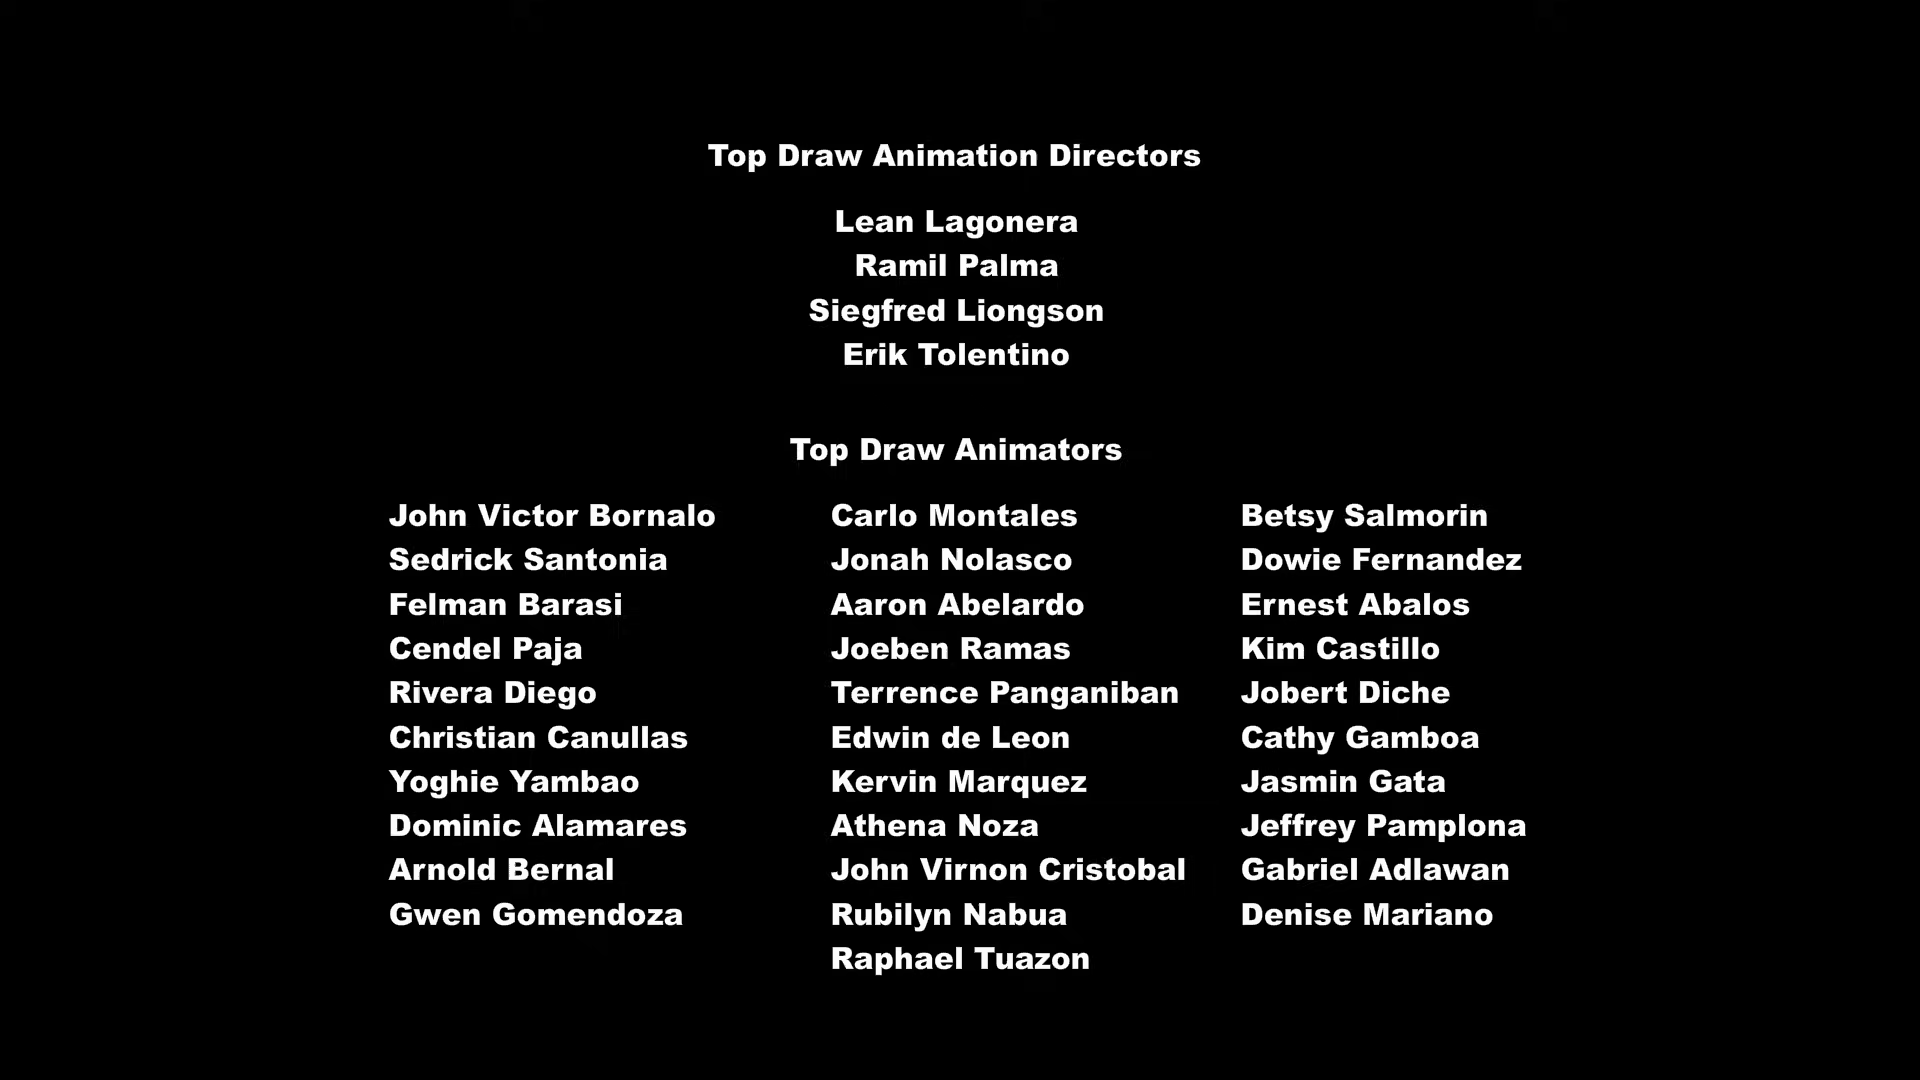 Top Draw Animation Directors
Lean Lagonera
Ramil Palma
Siegfred Liongson
Erik Tolentino
Top Draw Animators
John Victor Bornalo
Sedrick Santonia
Felman Barasi
Cendel Paja
Rivera Diego
Christian Canullas
Yoghie Yambao
Dominic Alamares
Arnold Bernal
Gwen Gomendoza
Carlo Montales
Jonah Nolasco
Aaron Abelardo
Joeben Ramas
Terrence Panganiban
Edwin de Leon
Kervin Marquez
Athena Noza
John Virnon Cristobal
Rubilyn Nabua
Raphael Tuazon
Betsy Salmorin
Dowie Fernandez
Ernest Abalos
Kim Castillo
Jobert Diche
Cathy Gamboa
Jasmin Gata
Jeffrey Pamplona
Gabriel Adlawan
Denise Mariano